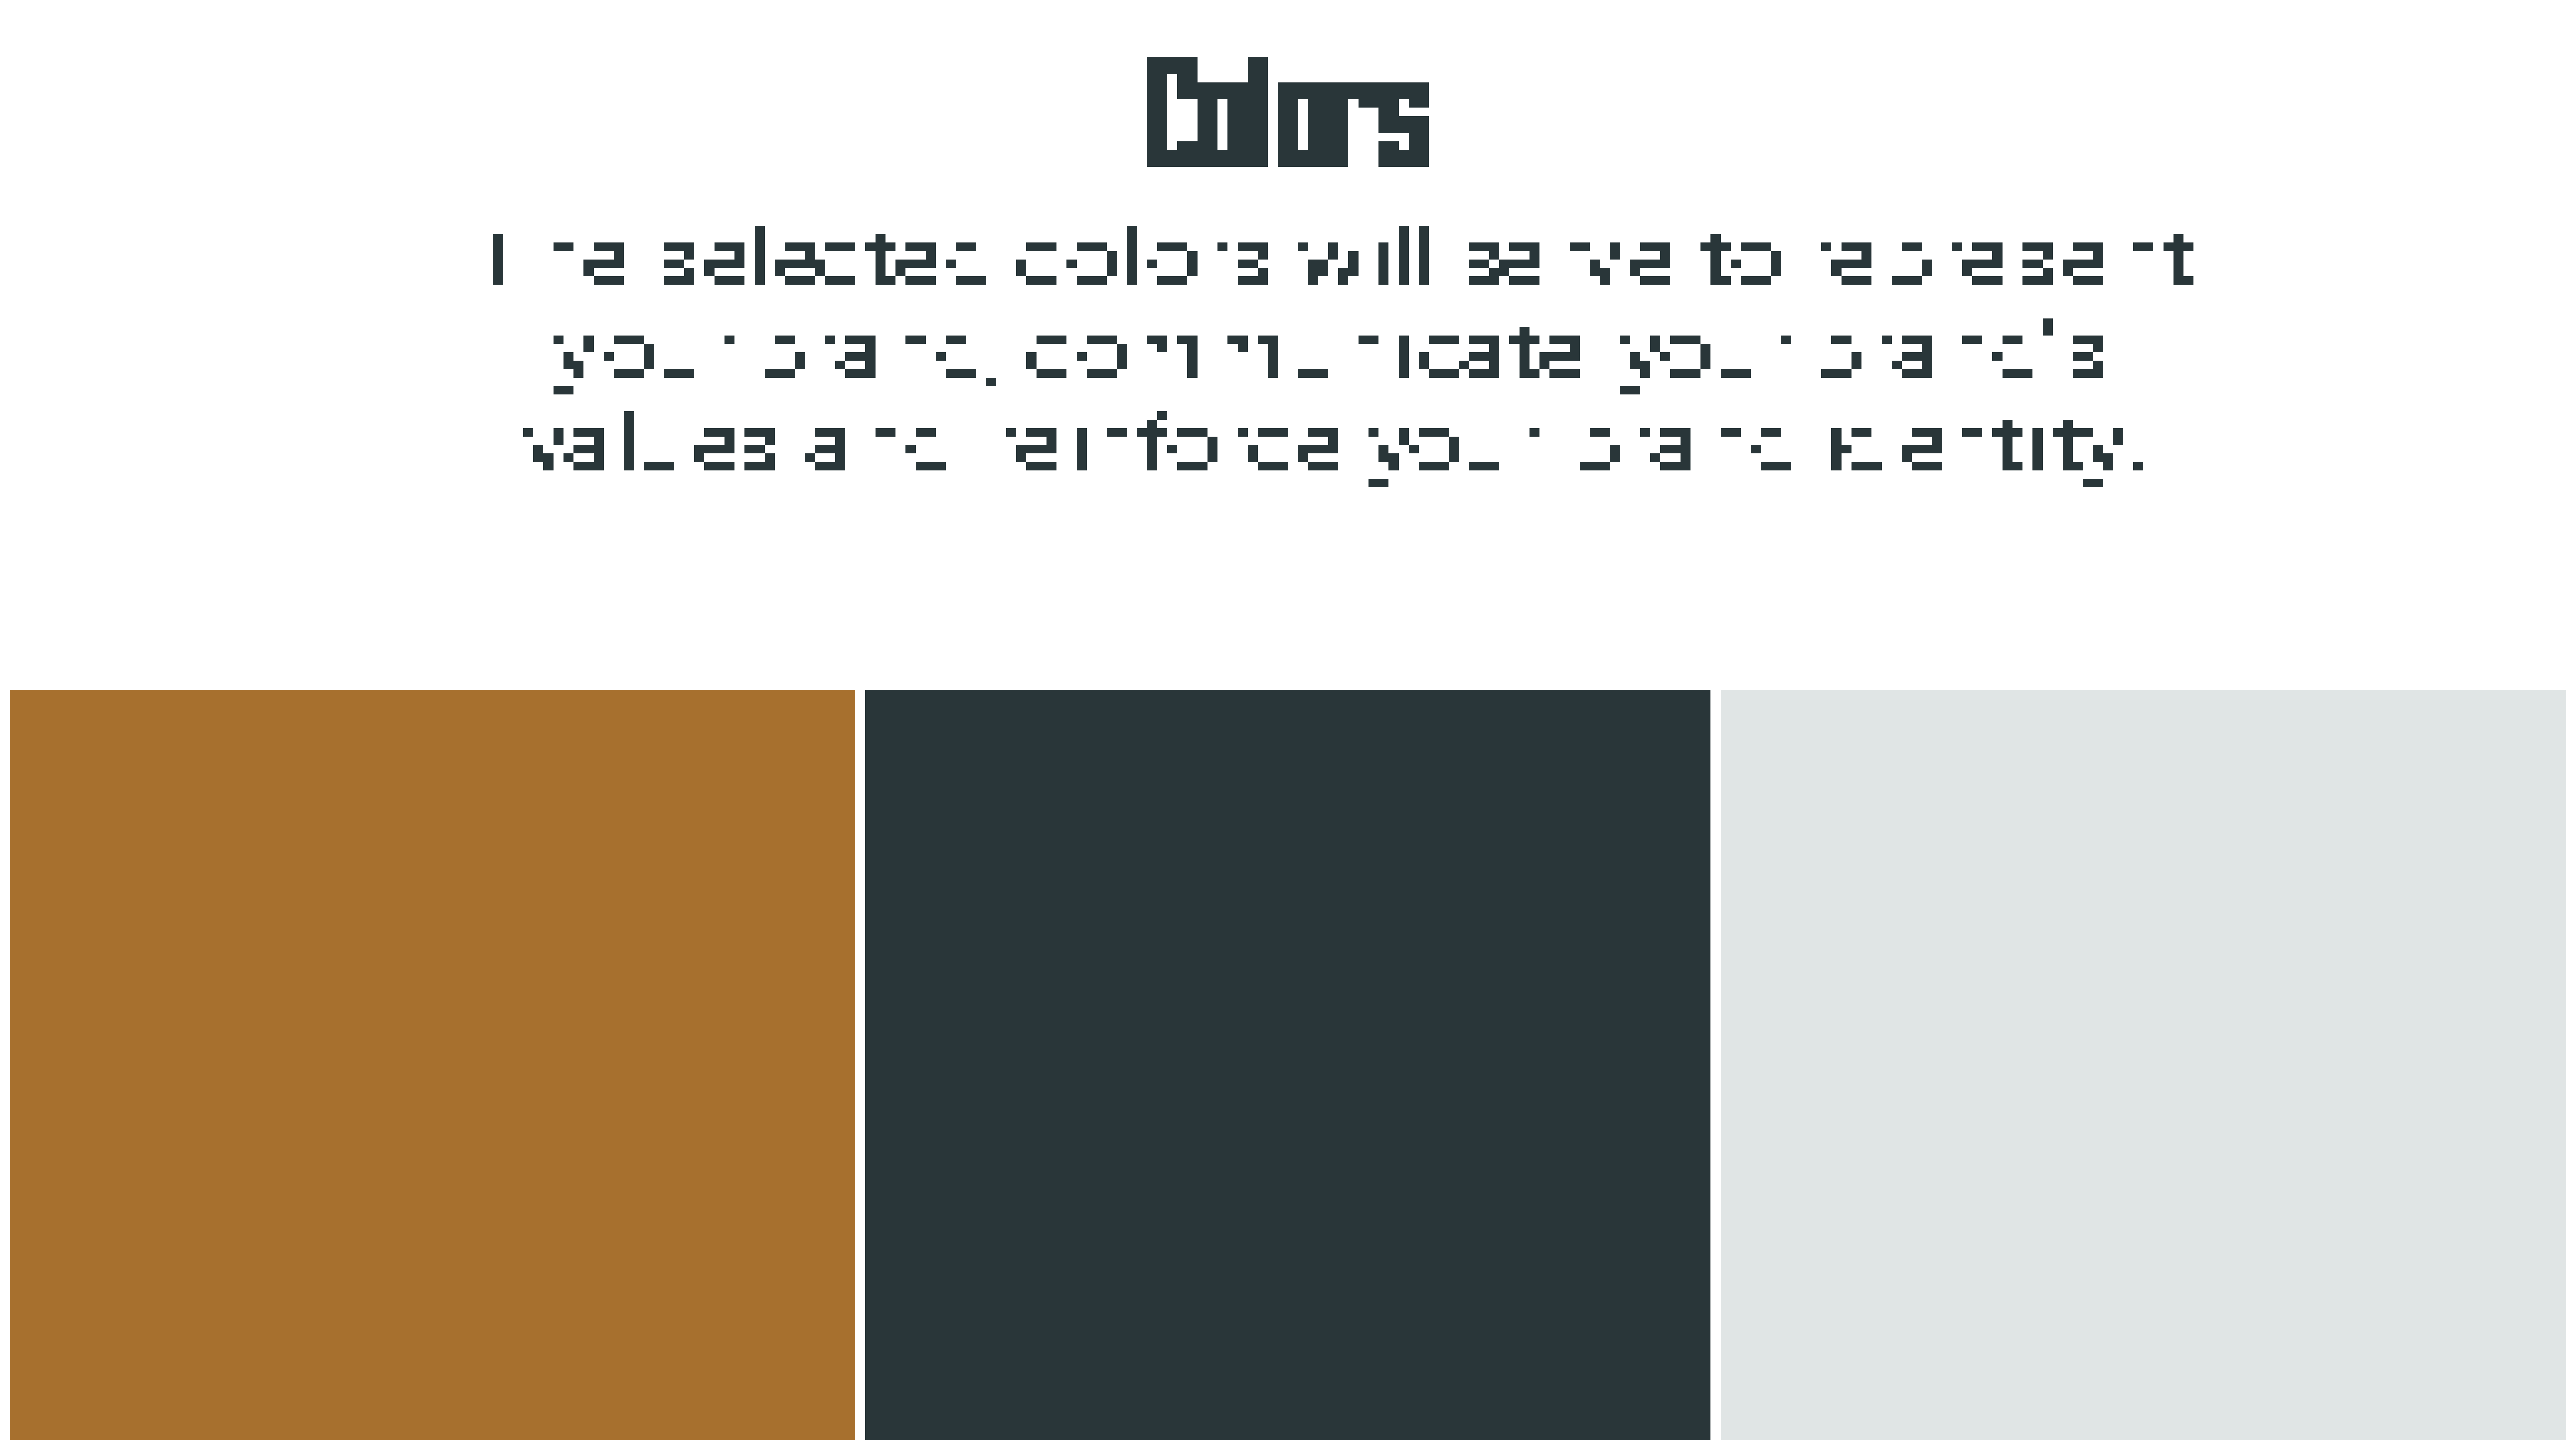 Colors
The selected colors will serve to represent
your brand, communicate your brand's
values and reinforce your brand identity.